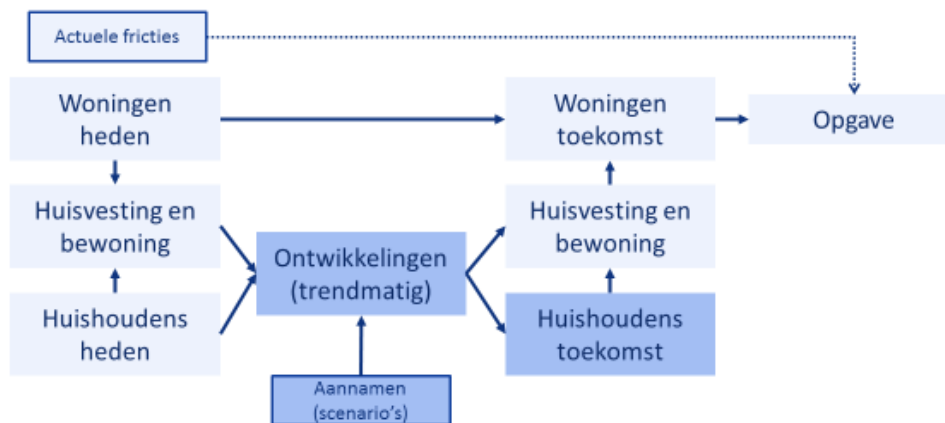 Actuele fricties
Woningen
heden
Woningen
toekomst
Opgave
Huisvesting en
bewoning
Huisvesting en
bewoning
Ontwikkelingen
(trendmatig)
Huishoudens
heden
Huishoudens
toekomst
Aannamen
(scenario's)